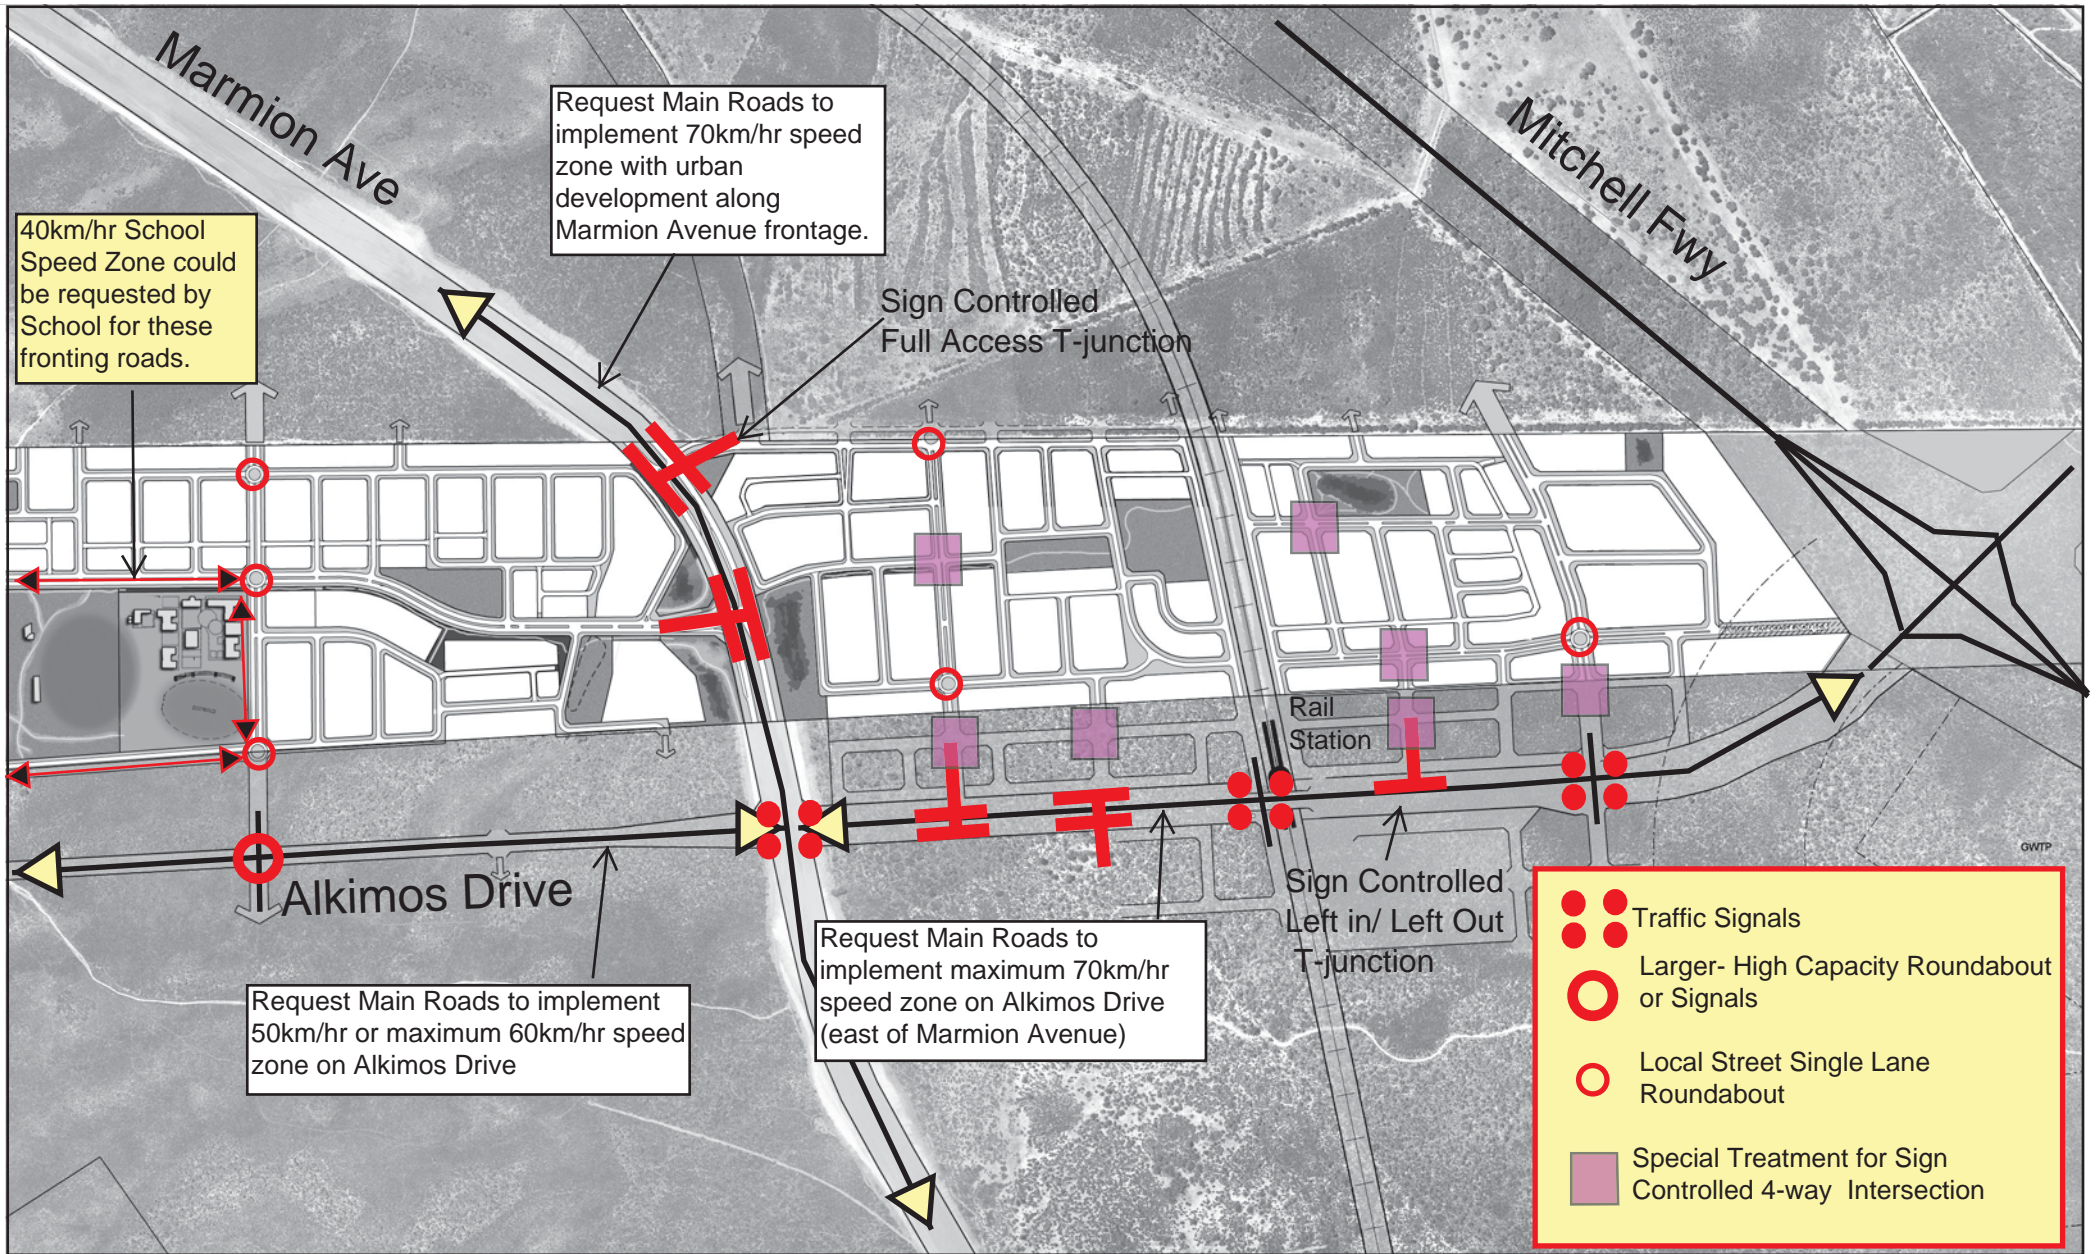 Marmion Ave
Mitchell Fwy
Request Main Roads to
implement 70km/hr speed
zone with urban
development along
Marmion Avenue frontage.
40km/hr School
Speed Zone could
be requested by
School for these
fronting roads.
Sign Controlled
Full Access T-junction
Rail
Station
Alkimos Drive
Sign Controlled
Left in/ Left Out
T-junction
GWTP
Request Main Roads to implement
50km/hr or maximum 60km/hr speed
zone on Alkimos Drive
Request Main Roads to
implement maximum 70km/hr
speed zone on Alkimos Drive
(east of Marmion Avenue)
Traffic Signals
Larger- High Capacity Roundabout
or Signals
Local Street Single Lane
Roundabout
Special Treatment for Sign
Controlled 4-way Intersection